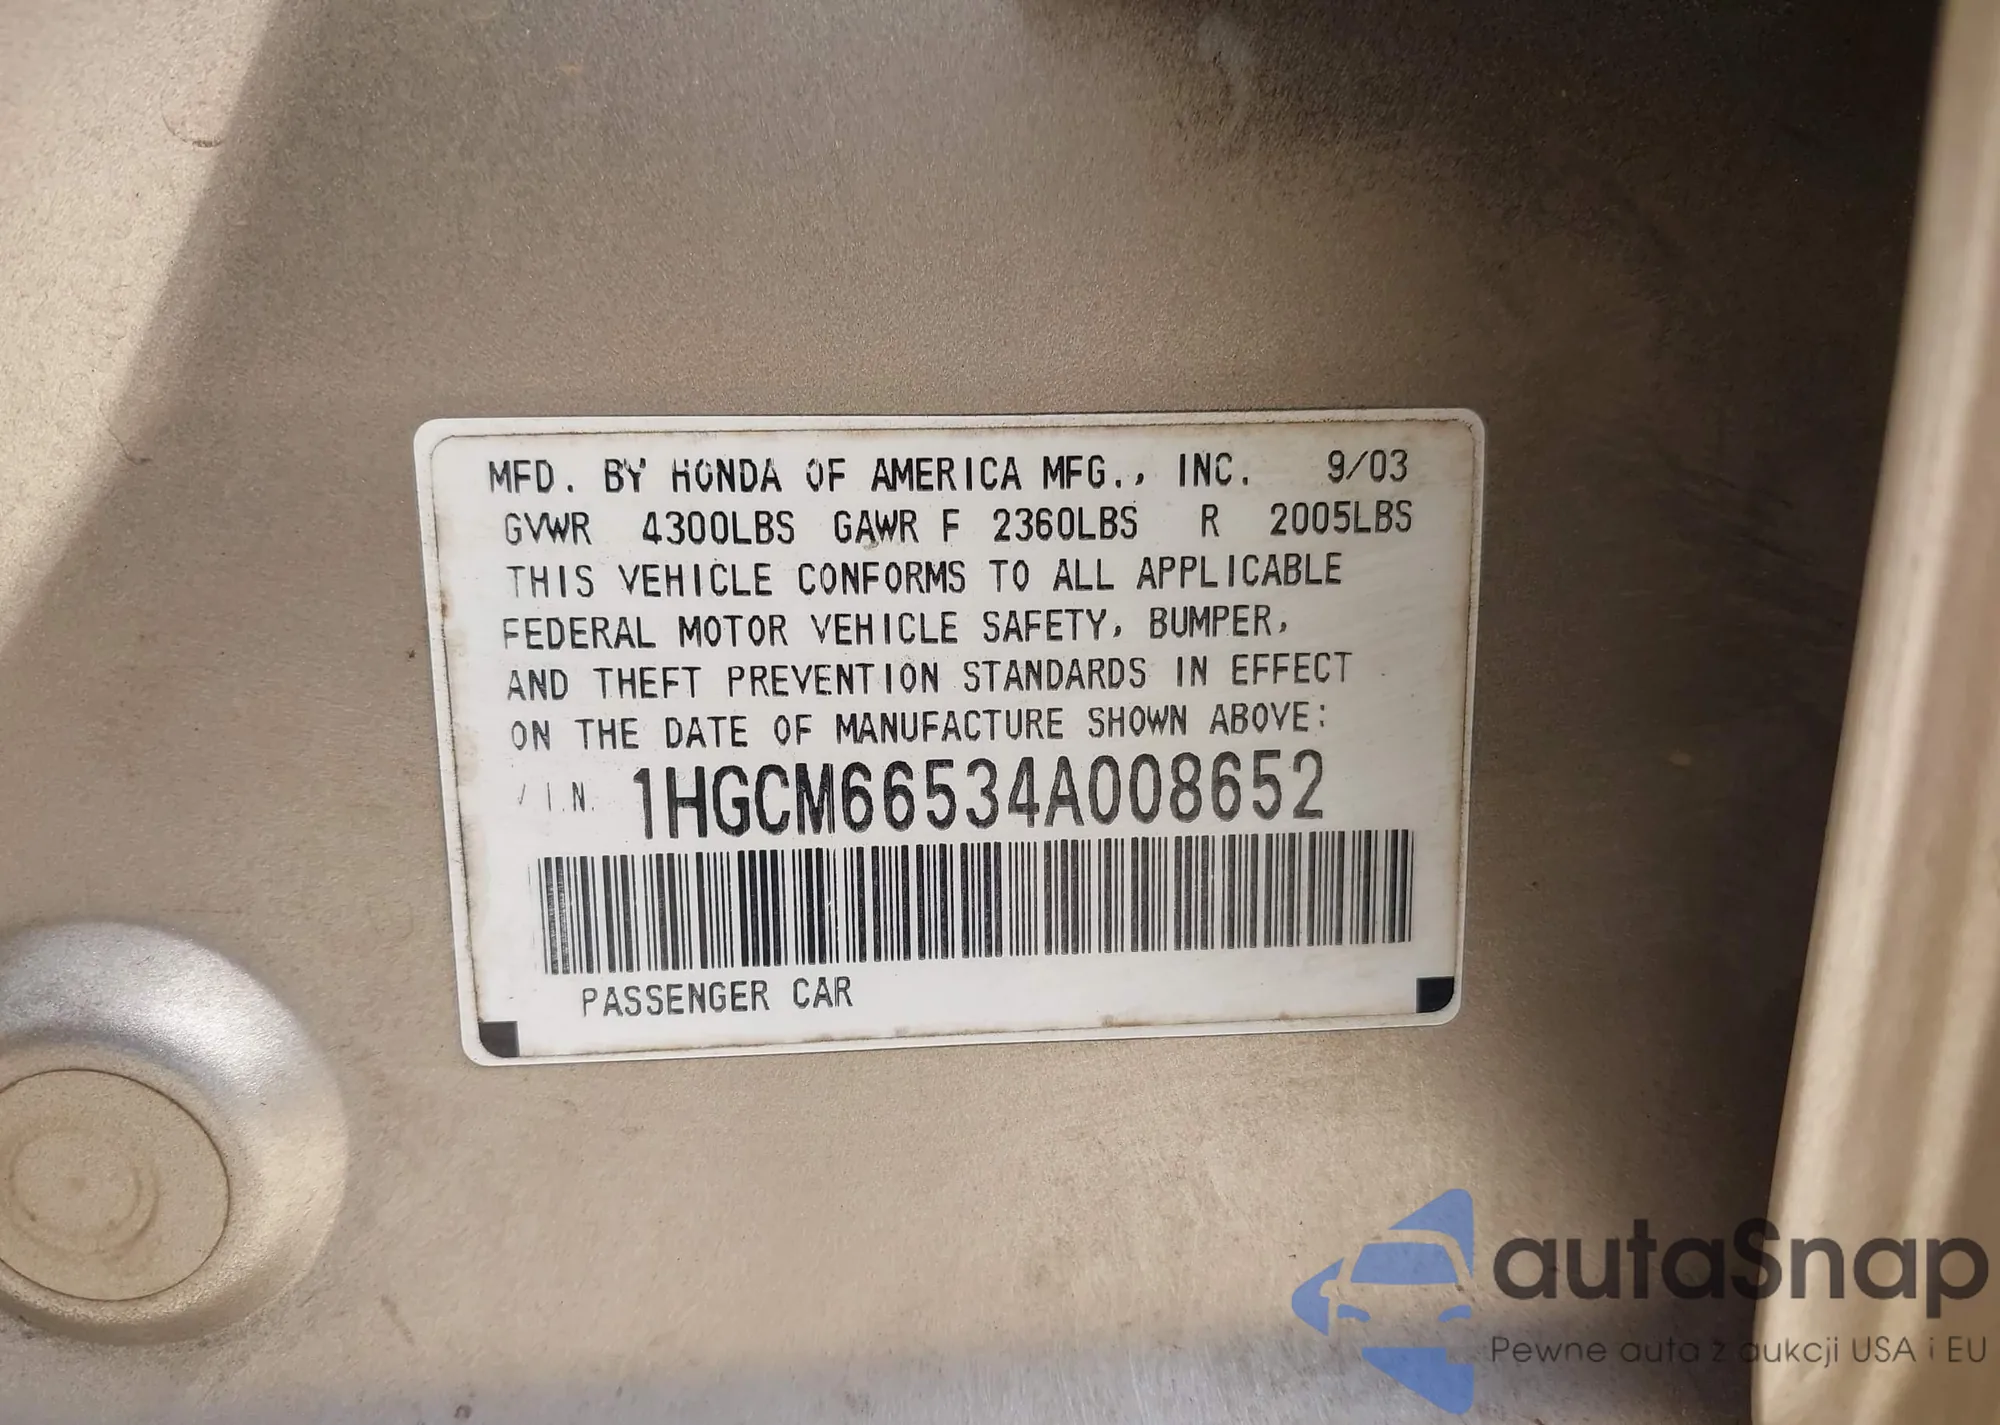 MFD. BY HONDA OF AMERICA MFG., INC. 9/03
GVWR 4300LBS GAWR F 2360LBS R 2005LBS
THIS VEHICLE CONFORMS TO ALL APPLICABLE
FEDERAL MOTOR VEHICLE SAFETY, BUMPER,
AND THEFT PREVENTION STANDARDS IN EFFECT
ON THE DATE OF MANUFACTURE SHOWN ABOVE:
V.I.N. 1HGCM66534A008652
PASSENGER CAR
autaSnap
Pewne auta z aukcji USA i EU